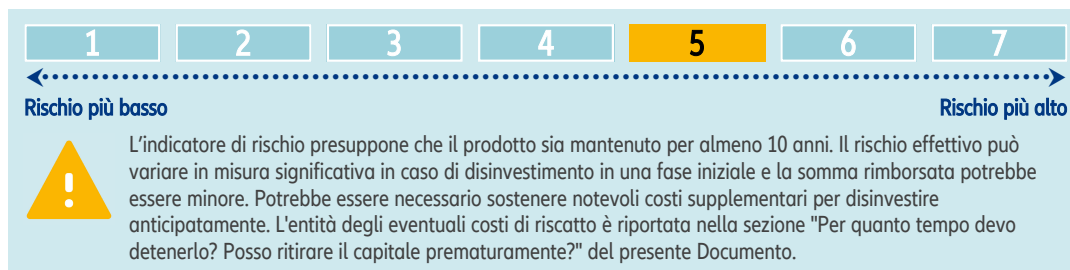 1 2 3 4 5 6 7
Rischio più basso Rischio più alto
L'indicatore di rischio presuppone che il prodotto sia mantenuto per almeno 10 anni. Il rischio effettivo può
variare in misura significativa in caso di disinvestimento in una fase iniziale e la somma rimborsata potrebbe
essere minore. Potrebbe essere necessario sostenere notevoli costi supplementari per disinvestire
anticipatamente. L'entità degli eventuali costi di riscatto è riportata nella sezione "Per quanto tempo devo
detenerlo? Posso ritirare il capitale prematuramente?" del presente Documento.